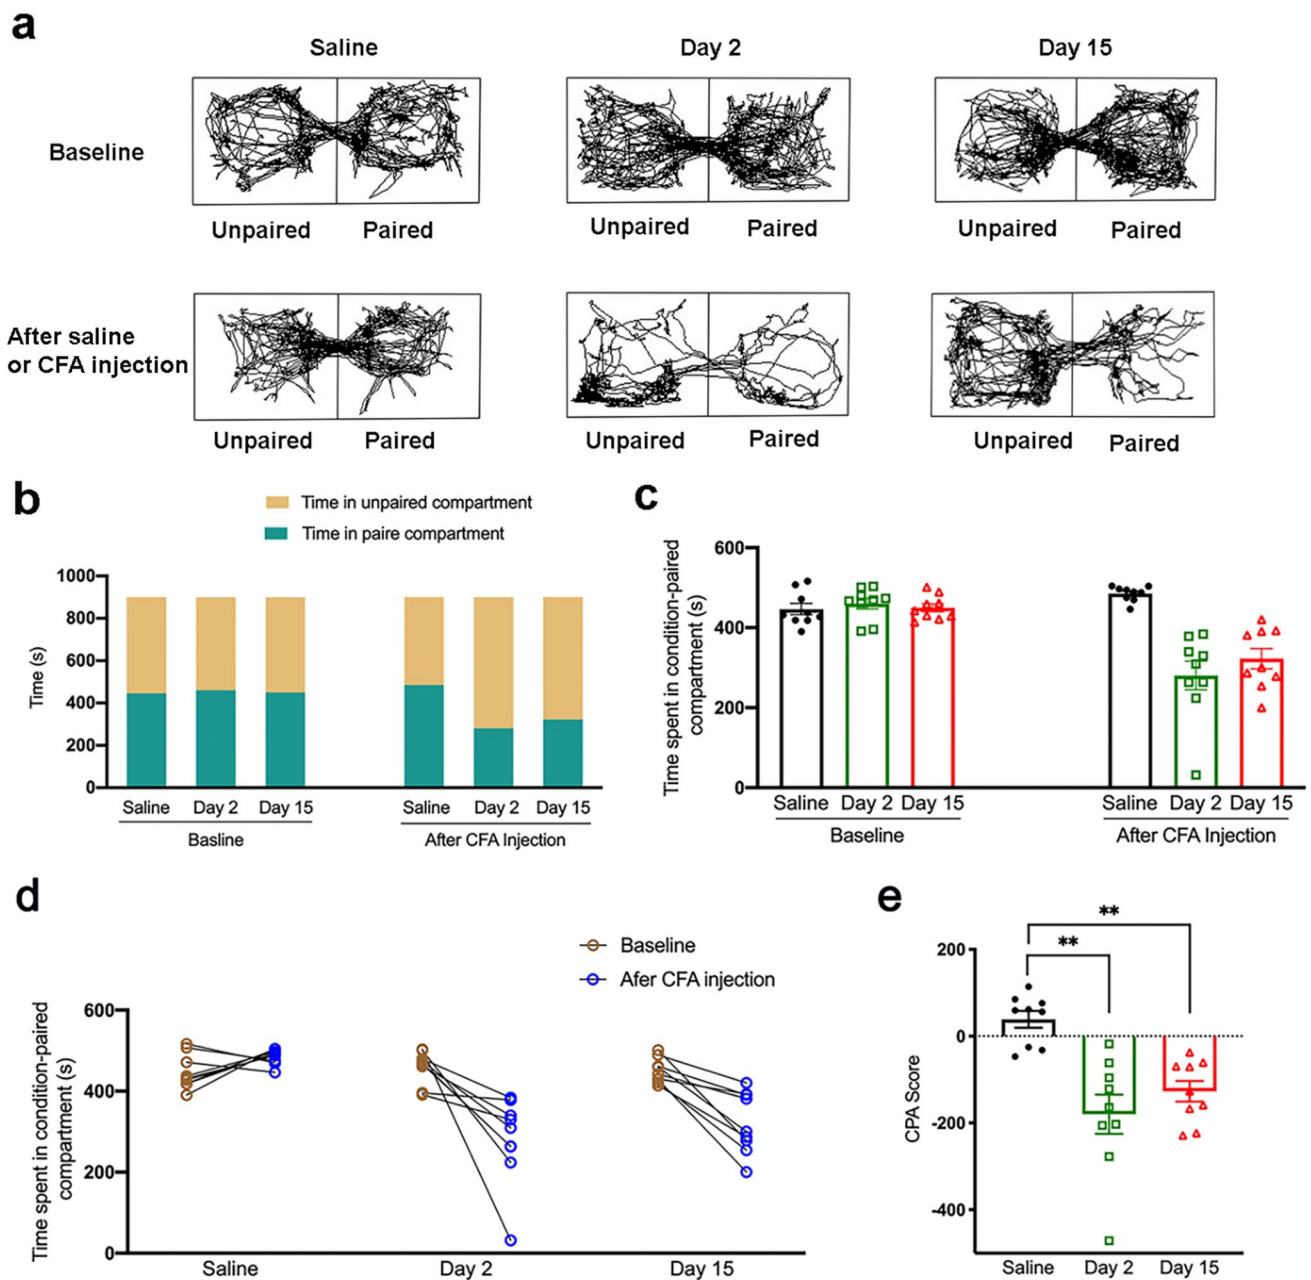 a
Saline
Day 2
Day 15
Baseline
Unpaired
Paired
Unpaired
Paired
Unpaired
Paired
After saline
or CFA injection
Unpaired
Paired
Unpaired
Paired
Unpaired
Paired
b
Time in unpaired compartment
Time in paire compartment
Time (s)
1000
800
600
400
200
0
Saline
Day 2
Day 15
Basline
Saline
Day 2
Day 15
After CFA Injection
c
Time spent in condition-paired
compartment (s)
600
400
200
0
Saline
Day 2
Day 15
Baseline
Saline
Day 2
Day 15
After CFA Injection
d
Baseline
Afer CFA injection
Time spent in condition-paired
compartment (s)
600
400
200
0
Saline
Day 2
Day 15
e
**
**
CPA Score
200
0
-200
-400
Saline
Day 2
Day 15